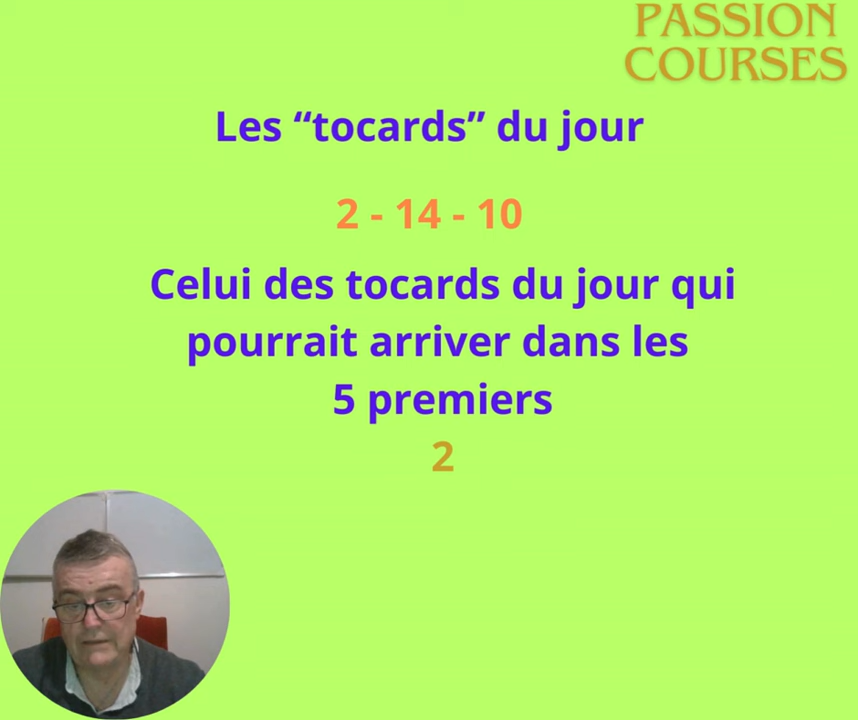 PASSION
COURSES
Les “tocards” du jour
2 - 14 - 10
Celui des tocards du jour qui
pourrait arriver dans les
5 premiers
2